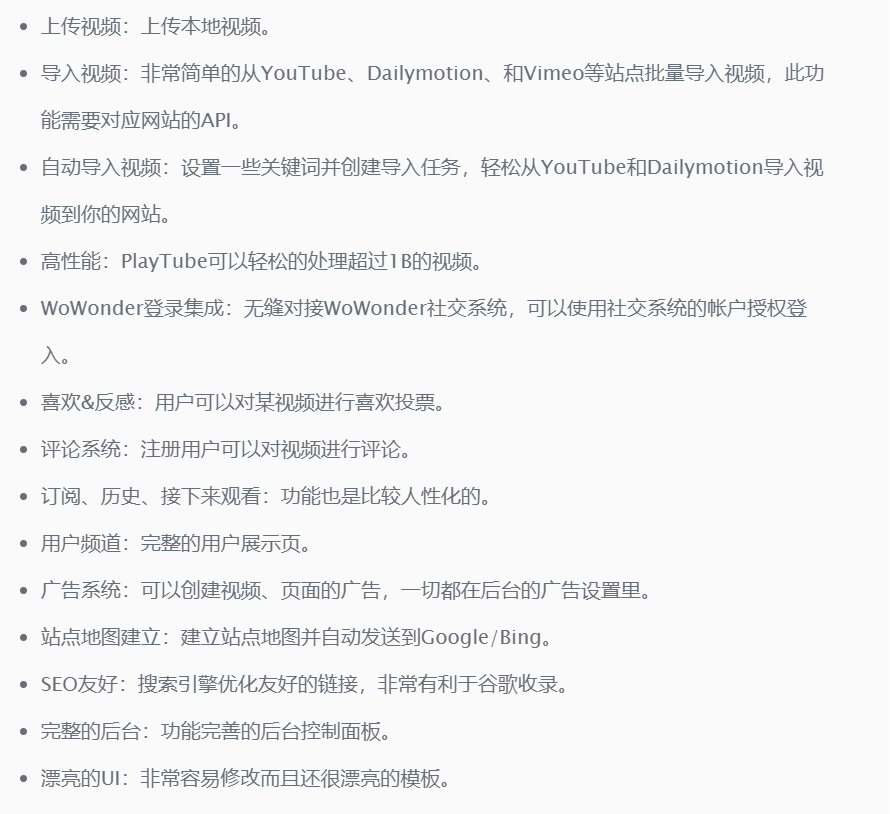 • 上传视频：上传本地视频。
• 导入视频：非常简单的从YouTube、Dailymotion、和Vimeo等站点批量导入视频，此功
能需要对应网站的API。
• 自动导入视频：设置一些关键词并创建导入任务，轻松从YouTube和Dailymotion导入视
频到你的网站。
• 高性能：PlayTube可以轻松的处理超过1B的视频。
• WoWonder登录集成：无缝对接WoWonder社交系统，可以使用社交系统的帐户授权登
入。
• 喜欢&反感：用户可以对某视频进行喜欢投票。
• 评论系统：注册用户可以对视频进行评论。
• 订阅、历史、接下来观看：功能也是比较人性化的。
• 用户频道：完整的用户展示页。
• 广告系统：可以创建视频、页面的广告，一切都在后台的广告设置里。
• 站点地图建立：建立站点地图并自动发送到Google/Bing。
• SEO友好：搜索引擎优化友好的链接，非常有利于谷歌收录。
• 完整的后台：功能完善的后台控制面板。
• 漂亮的UI：非常容易修改而且还很漂亮的模板。